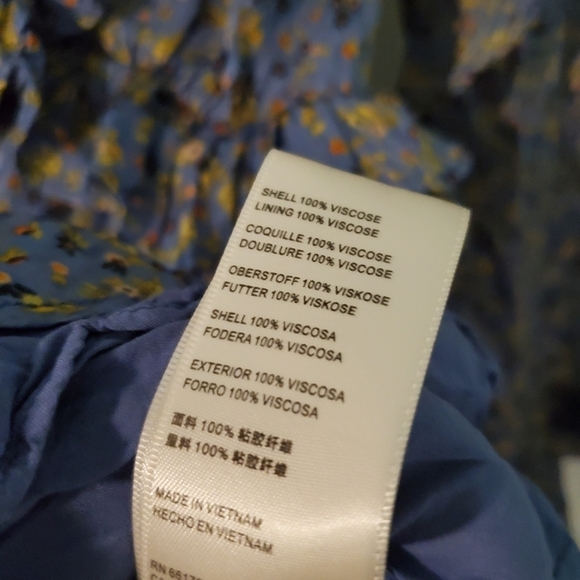 SHELL 100% VISCOSE
LINING 100% VISCOSE
COQUILLE 100% VISCOSE
DOUBLURE 100% VISCOSE
OBERSTOFF 100% VISKOSE
FUTTER 100% VISKOSE
SHELL 100% VISCOSA
FODERA 100% VISCOSA
EXTERIOR 100% VISCOSA
FORRO 100% VISCOSA
面料 100% 粘胶纤维
里料 100% 粘胶纤维
MADE IN VIETNAM
HECHO EN VIETNAM
RN